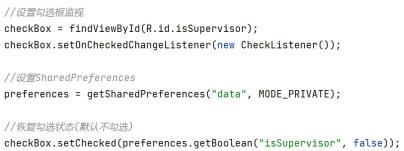 //设置勾选框监视
checkBox = findViewById(R.id.isSupervisor);
checkBox.setOnCheckedChangeListener(new CheckListener());
//设置SharedPreferences
preferences = getSharedPreferences("data", MODE_PRIVATE);
//恢复勾选状态(默认不勾选)
checkBox.setChecked(preferences.getBoolean("isSupervisor", false));